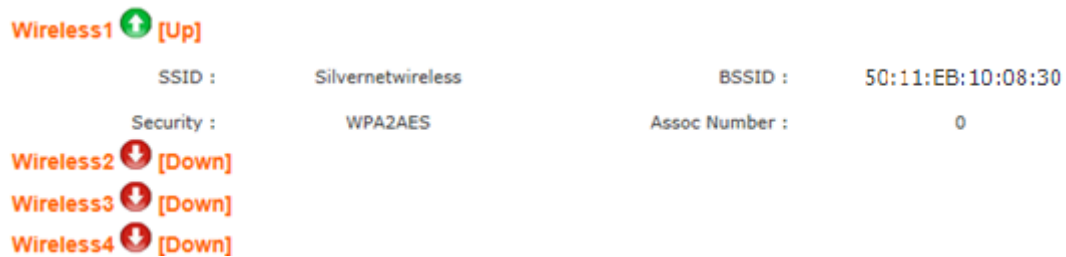 Wireless1 [Up]
SSID : Silvernetwireless BSSID : 50:11:EB:10:08:30
Security : WPA2AES Assoc Number : 0
Wireless2 [Down]
Wireless3 [Down]
Wireless4 [Down]